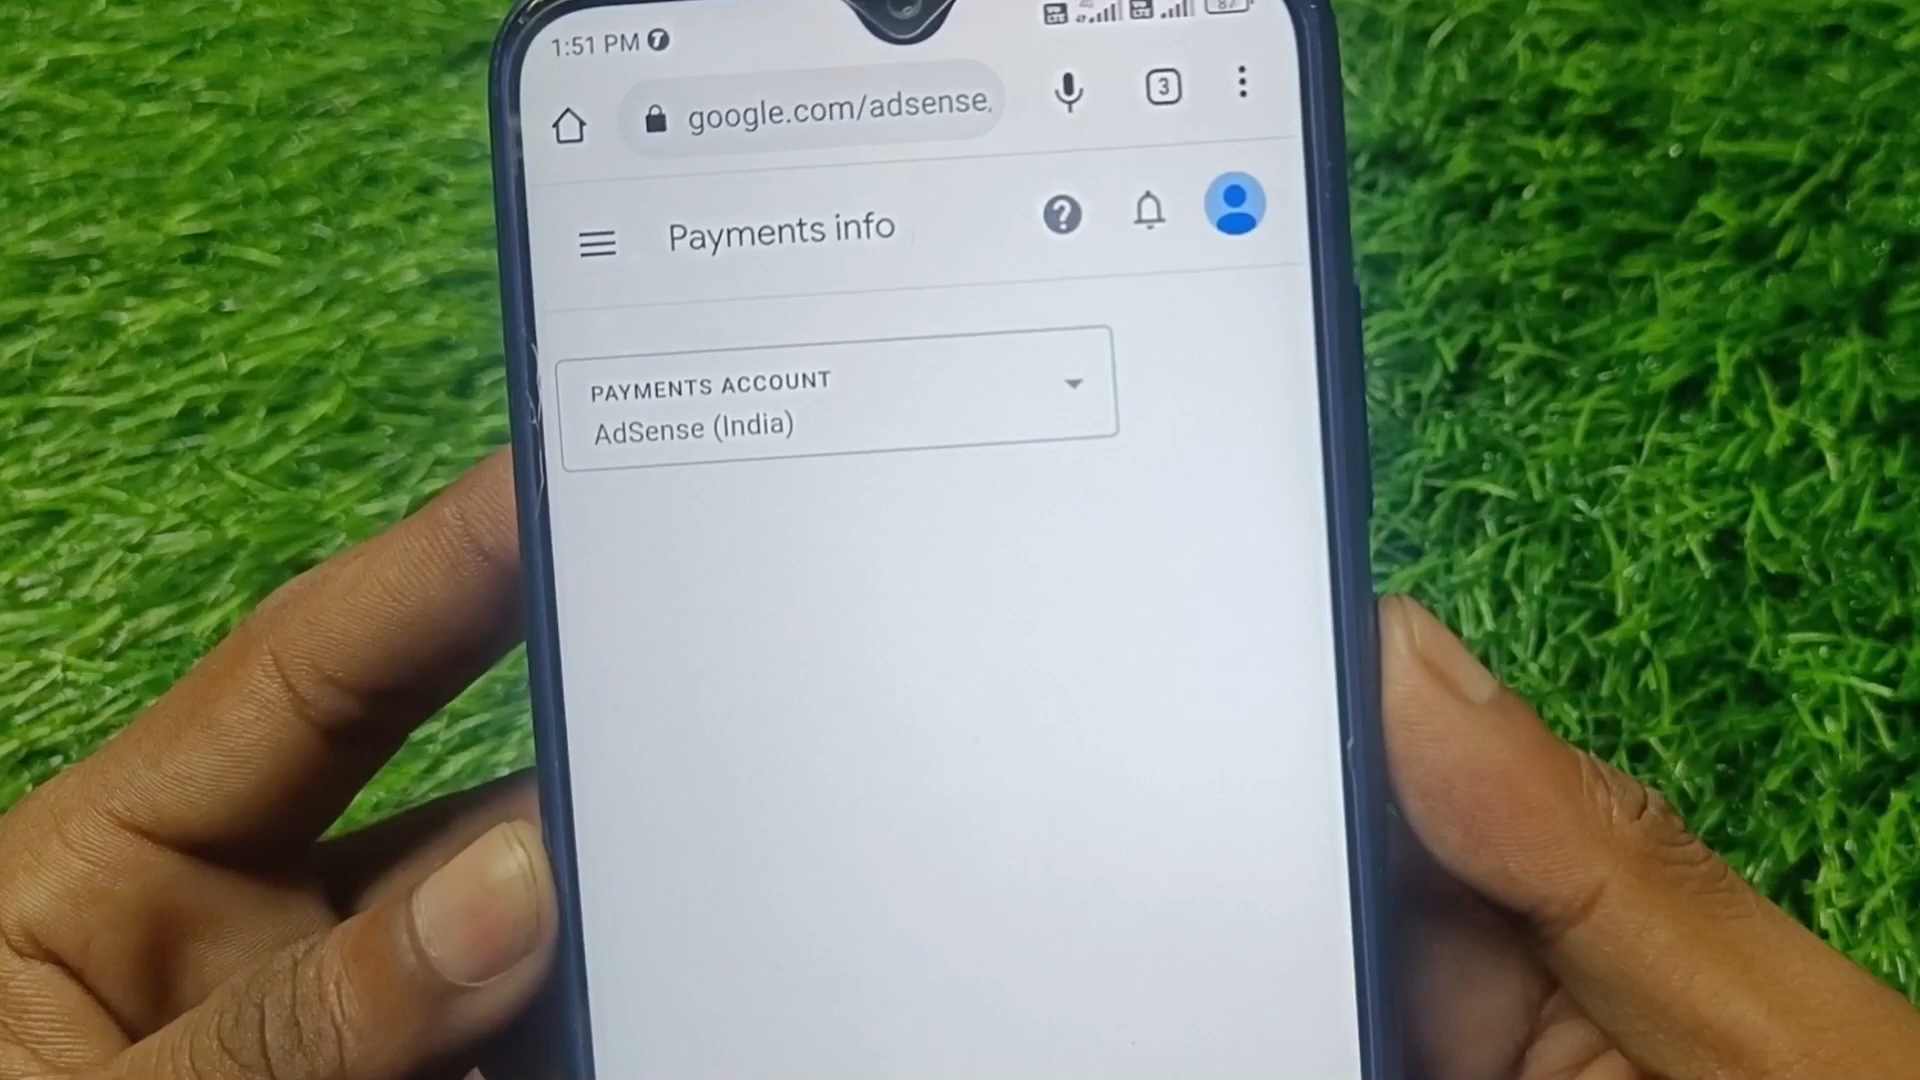 1:51 PM
google.com/adsense
3
Payments info
PAYMENTS ACCOUNT
AdSense (India)